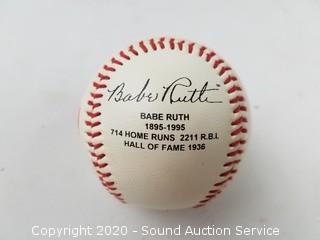 Babe Ruth
BABE RUTH
1895-1995
714 HOME RUNS 2211 R.B.I.
HALL OF FAME 1936
Copyright 2020 - Sound Auction Service